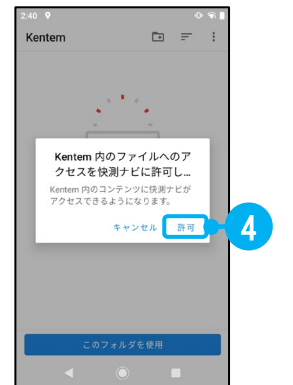 2:40
Kentem
Kentem 内のファイルへのア
クセスを快測ナビに許可し...
Kentem 内のコンテンツに快測ナビが
アクセスできるようになります。
キャンセル 許可
4
このフォルダを使用